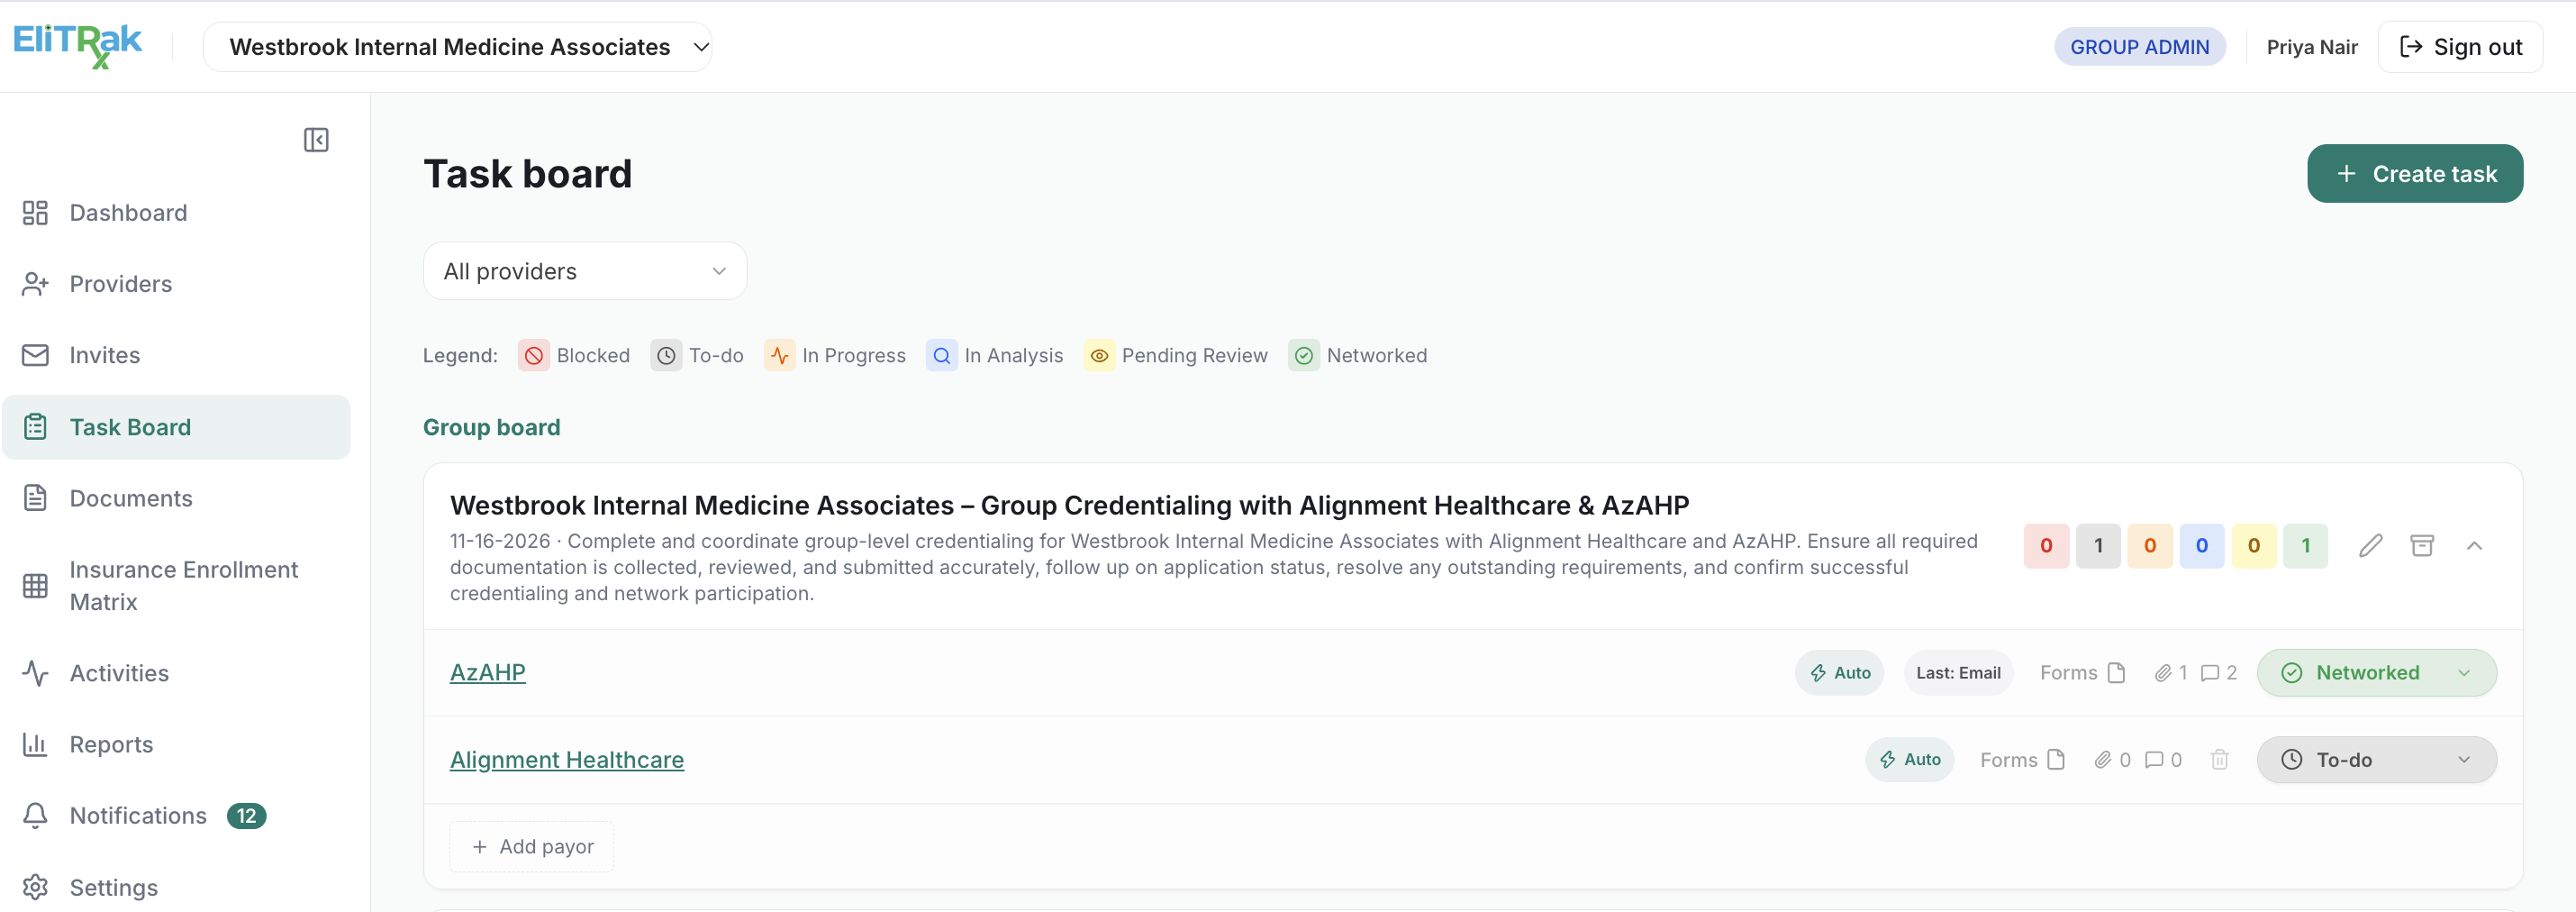 EliTRak
x
Westbrook Internal Medicine Associates
GROUP ADMIN
Priya Nair
Sign out
Dashboard
Providers
Invites
Task Board
Documents
Insurance Enrollment
Matrix
Activities
Reports
Notifications 12
Settings
Task board
Create task
All providers
Legend: Blocked To-do In Progress In Analysis Pending Review Networked
Group board
Westbrook Internal Medicine Associates – Group Credentialing with Alignment Healthcare & AzAHP
11-16-2026 · Complete and coordinate group-level credentialing for Westbrook Internal Medicine Associates with Alignment Healthcare and AzAHP. Ensure all required
documentation is collected, reviewed, and submitted accurately, follow up on application status, resolve any outstanding requirements, and confirm successful
credentialing and network participation.
0 1 0 0 0 1
AzAHP Auto Last: Email Forms 1 2 Networked
Alignment Healthcare Auto Forms 0 0 To-do
Add payor